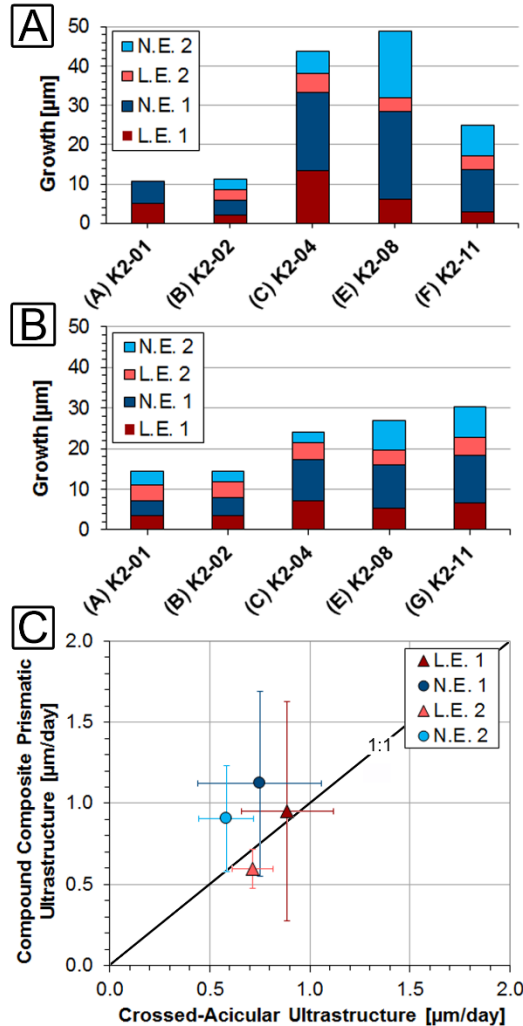 A
Growth [µm]
50
40
30
20
10
0
N.E. 2
L.E. 2
N.E. 1
L.E. 1
(A) K2-01
(B) K2-02
(C) K2-04
(E) K2-08
(F) K2-11
B
Growth [µm]
50
40
30
20
10
0
N.E. 2
L.E. 2
N.E. 1
L.E. 1
(A) K2-01
(B) K2-02
(C) K2-04
(E) K2-08
(G) K2-11
C
Compound Composite Prismatic
Ultrastructure [µm/day]
2.0
1.5
1.0
0.5
0.0
L.E. 1
N.E. 1
L.E. 2
N.E. 2
1:1
0.0
0.5
1.0
1.5
2.0
Crossed-Acicular Ultrastructure [µm/day]